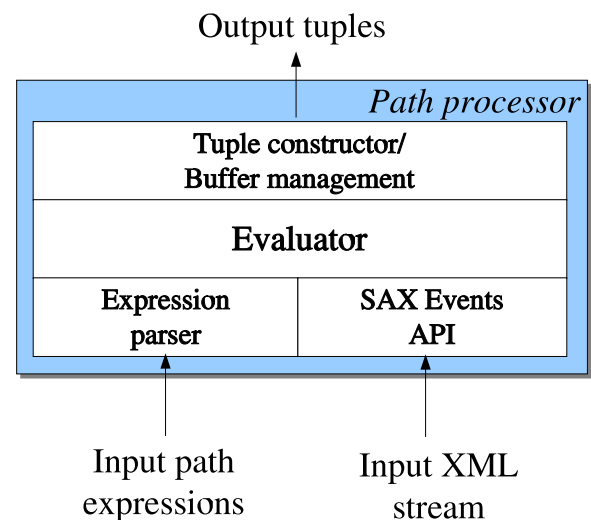 Output tuples
Path processor
Tuple constructor/
Buffer management
Evaluator
Expression
parser
SAX Events
API
Input path
expressions
Input XML
stream